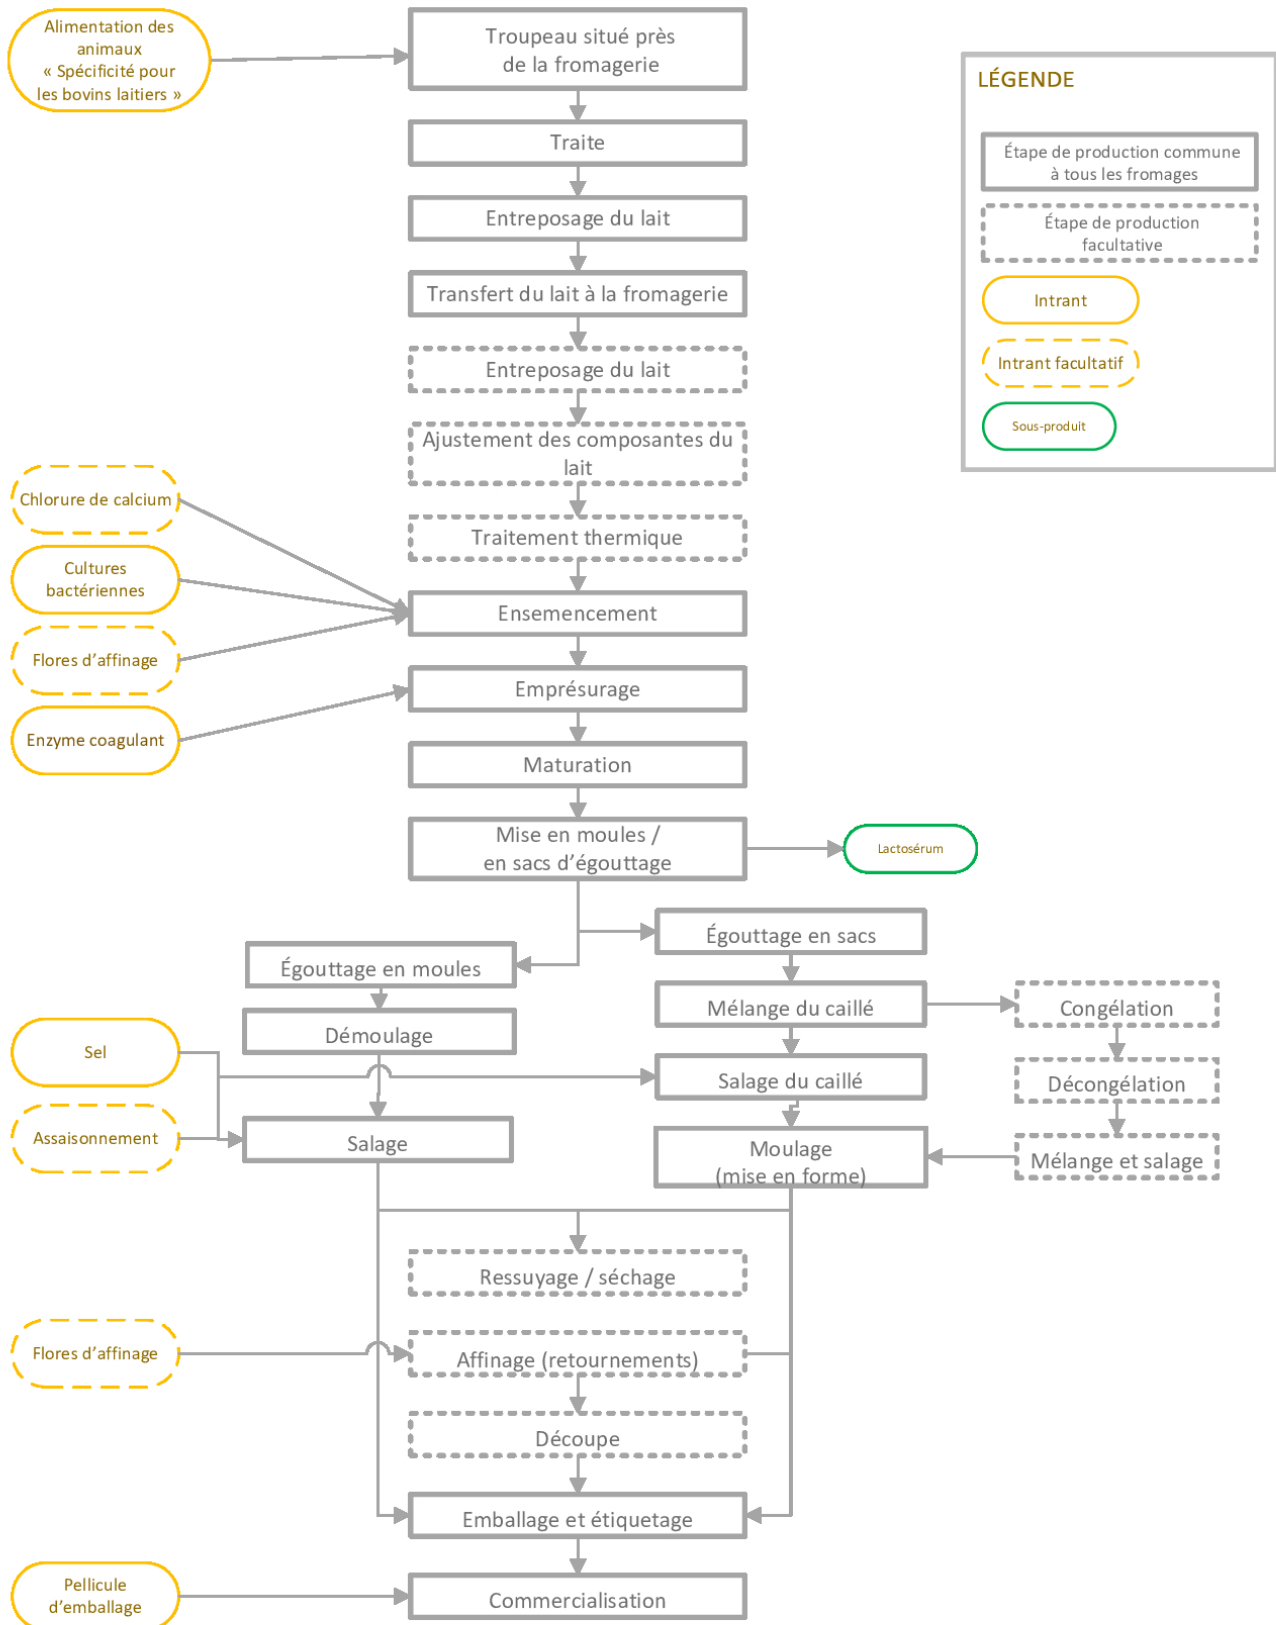 Alimentation des
animaux
« Spécificité pour
les bovins laitiers »
Troupeau situé près
de la fromagerie
Traite
Entreposage du lait
Transfert du lait à la fromagerie
Entreposage du lait
Ajustement des composantes du
lait
Traitement thermique
Chlorure de calcium
Cultures
bactériennes
Flores d’affinage
Enzyme coagulant
Ensemencement
Emprésurage
Maturation
Mise en moules /
en sacs d’égouttage
Lactosérum
Égouttage en moules
Démoulage
Sel
Assaisonnement
Salage
Égouttage en sacs
Mélange du caillé
Salage du caillé
Moulage
(mise en forme)
Congélation
Décongélation
Mélange et salage
Ressuyage / séchage
Flores d’affinage
Affinage (retournements)
Découpe
Emballage et étiquetage
Pellicule
d’emballage
Commercialisation
LÉGENDE
Étape de production commune
à tous les fromages
Étape de production
facultative
Intrant
Intrant facultatif
Sous-produit